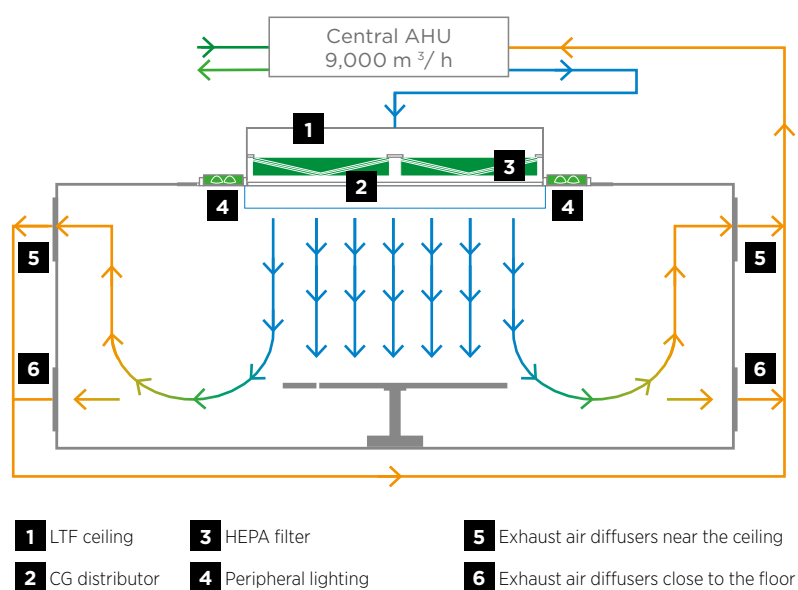 Central AHU
9,000 m ³/ h
1
3
2
4
4
5
5
6
6
1 LTF ceiling
3 HEPA filter
5 Exhaust air diffusers near the ceiling
2 CG distributor
4 Peripheral lighting
6 Exhaust air diffusers close to the floor